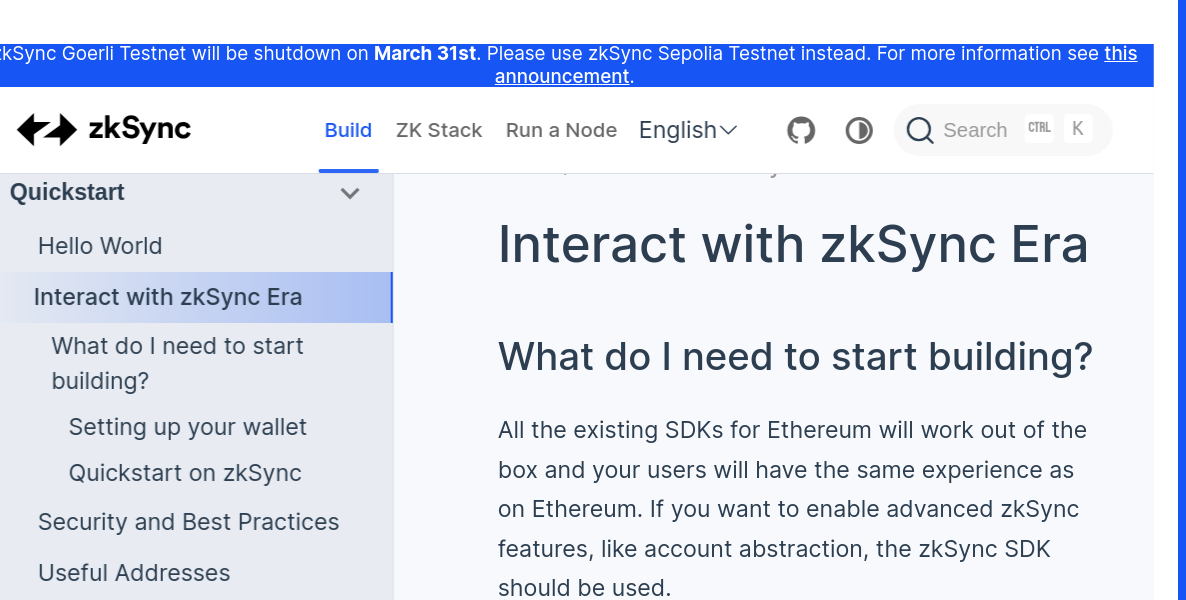 zkSync Goerli Testnet will be shutdown on March 31st. Please use zkSync Sepolia Testnet instead. For more information see this
announcement.
zkSync
Build
ZK Stack
Run a Node
English
Search
CTRL
K
Quickstart
Hello World
Interact with zkSync Era
What do I need to start
building?
Setting up your wallet
Quickstart on zkSync
Security and Best Practices
Useful Addresses
Interact with zkSync Era
What do I need to start building?
All the existing SDKs for Ethereum will work out of the
box and your users will have the same experience as
on Ethereum. If you want to enable advanced zkSync
features, like account abstraction, the zkSync SDK
should be used.